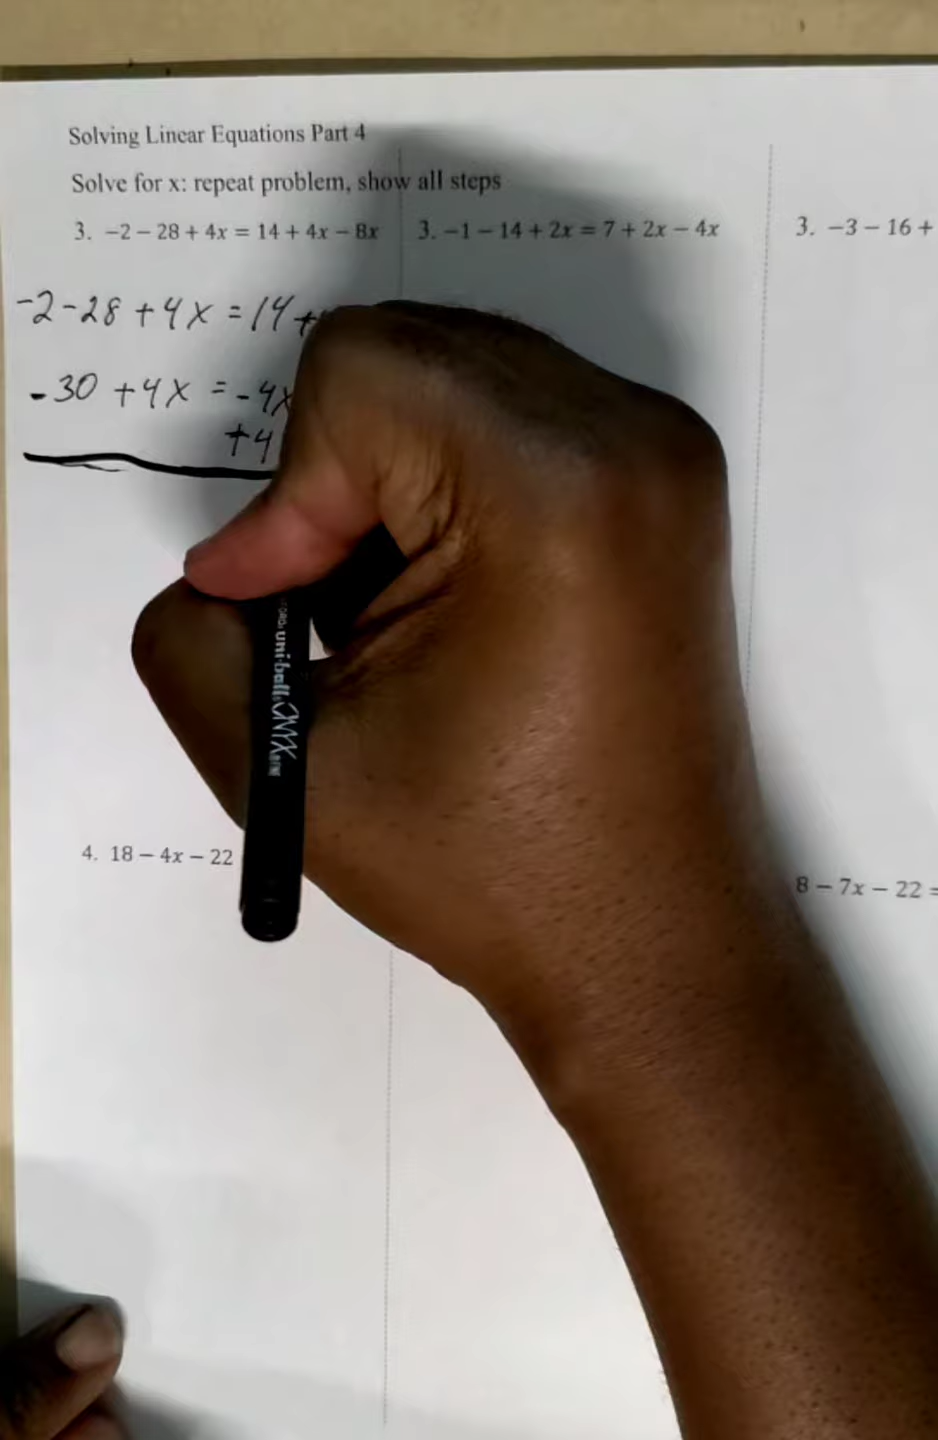 Solving Linear Equations Part 4
Solve for x: repeat problem, show all steps
3. −2 − 28 + 4x = 14 + 4x − 8x
3. −1 − 14 + 2x = 7 + 2x − 4x
3. −3 − 16 +
-2-28 +4x =14+
-30 +4x =-4x
+4
uni-ball ONYX
4. 18 − 4x − 22
8 − 7x − 22 =